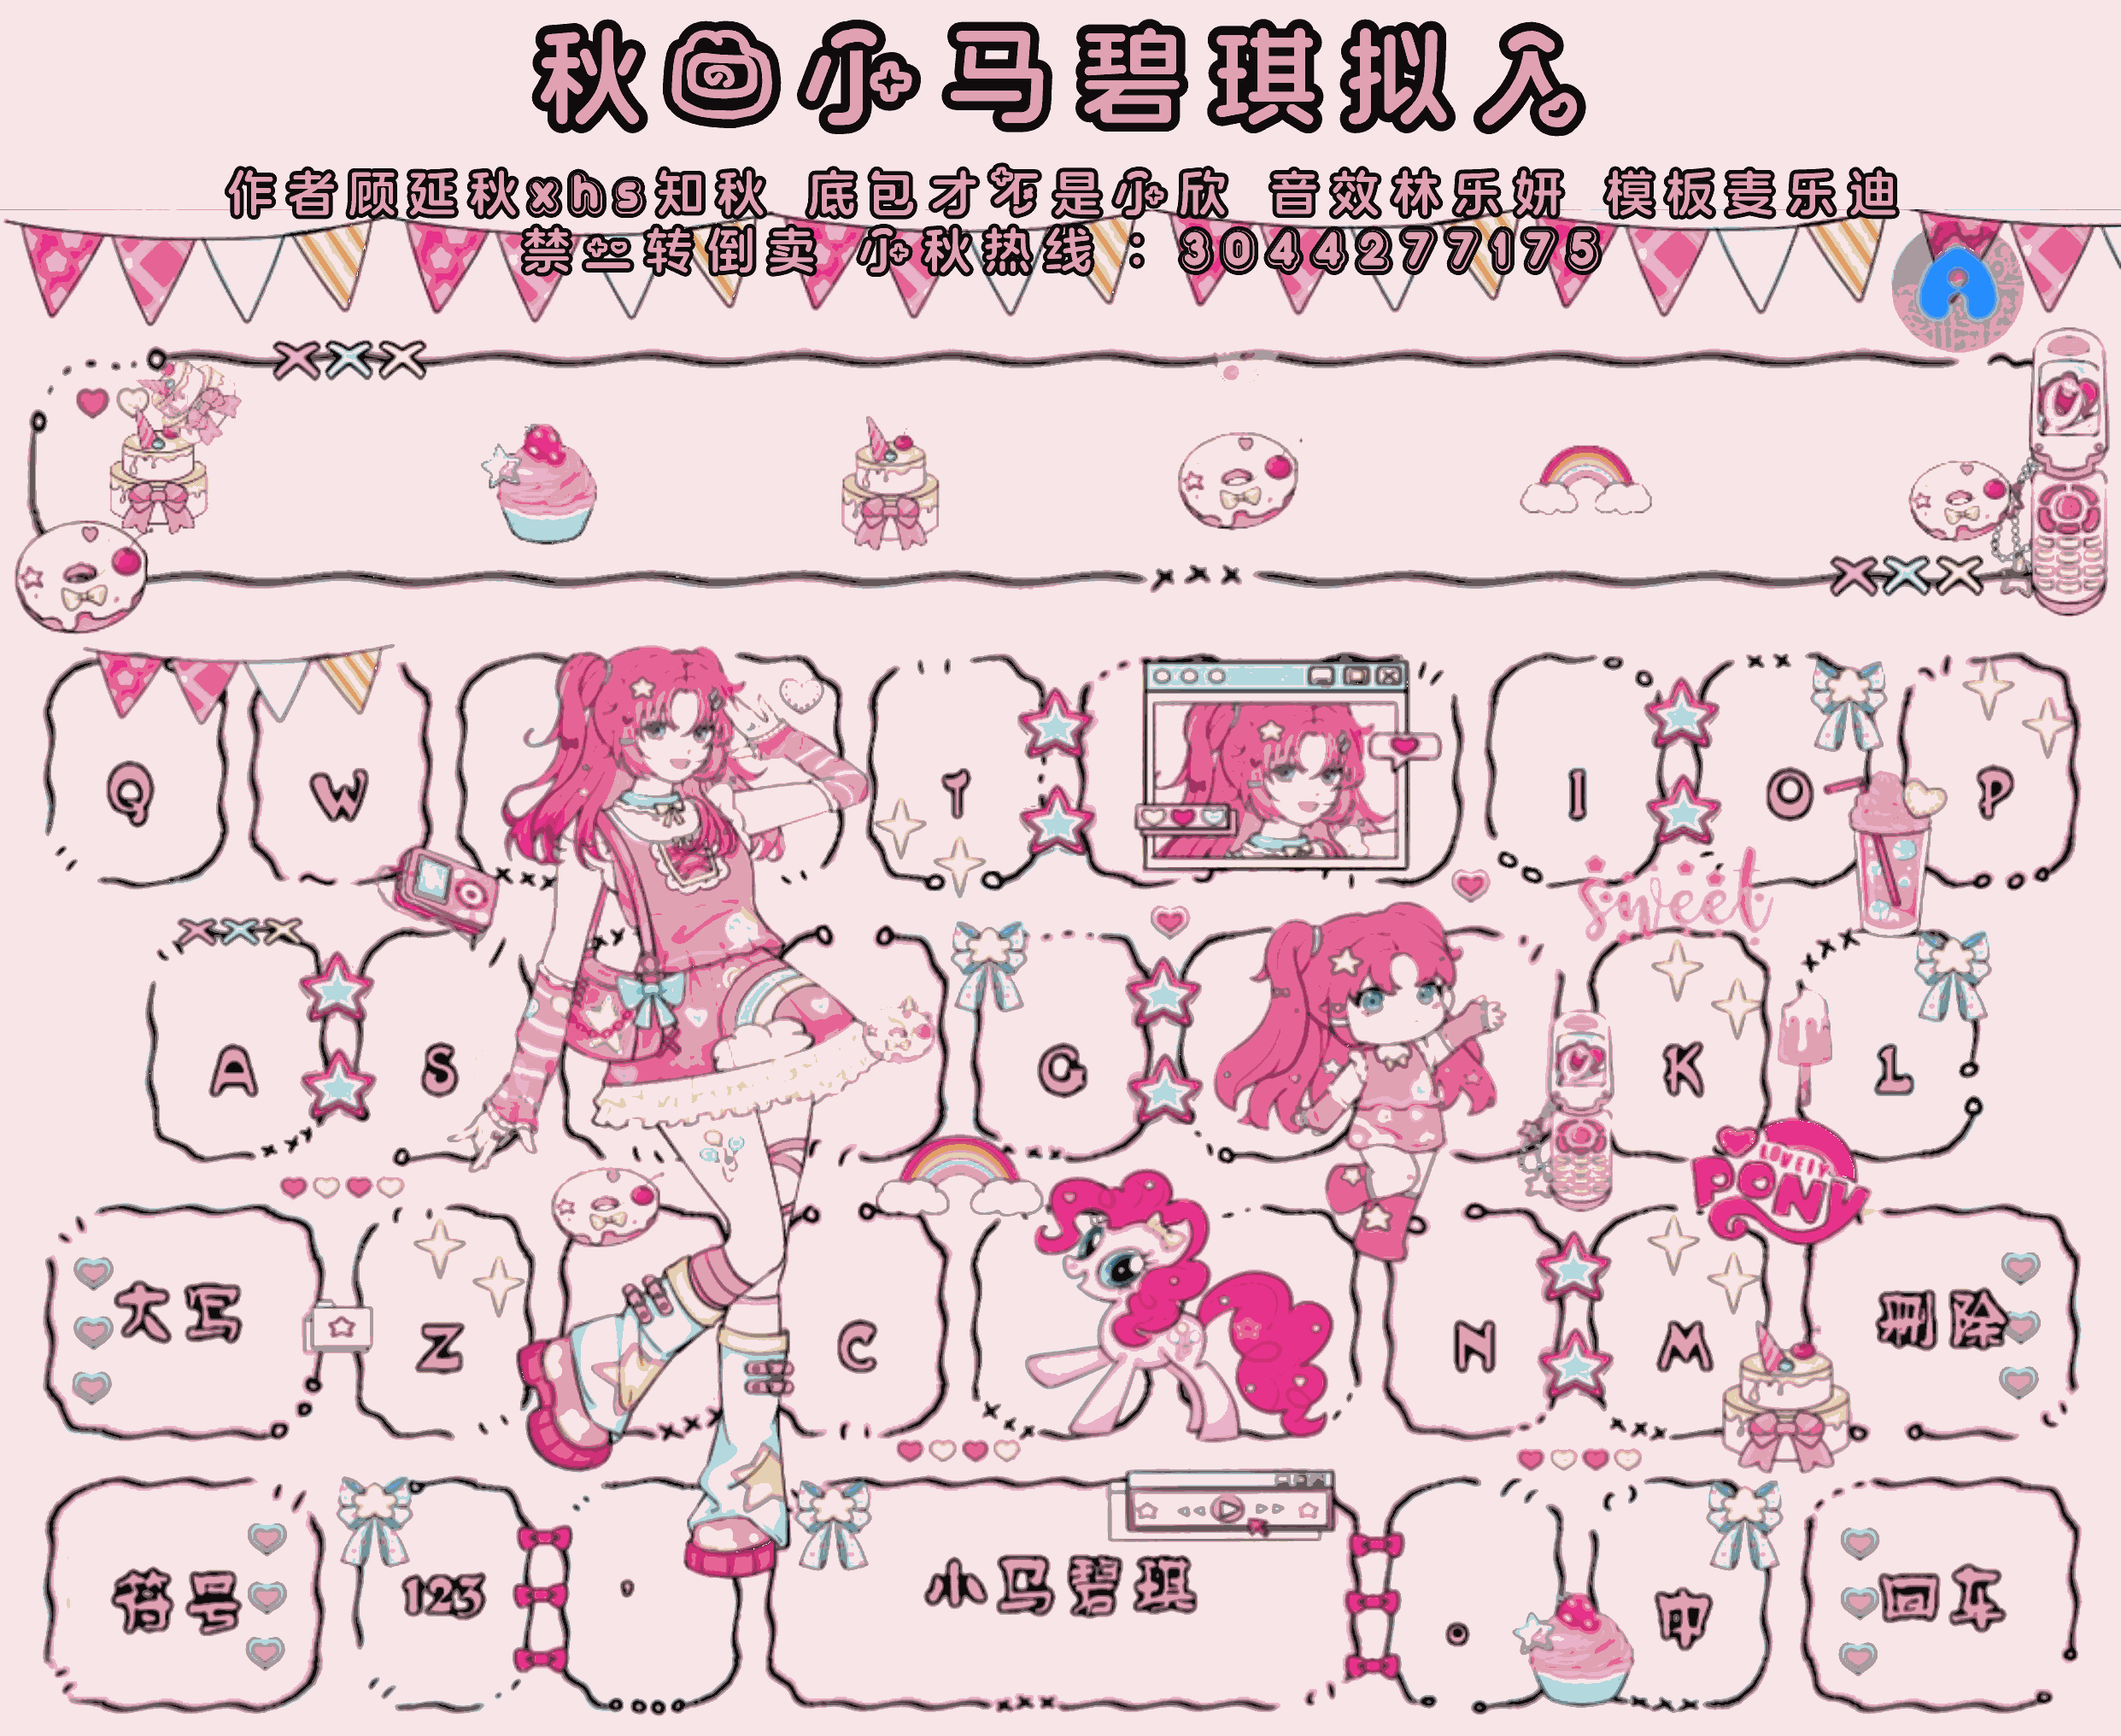 秋的小马碧琪拟人
作者顾延秋xhs知秋 底包才不是小欣 音效林乐妍 模板麦乐迪
禁二转倒卖 小秋热线：3044277175
A
Q W T I O P
sweet
A S G K L
LOVELY
PONY
大写 Z C N M 删除
符号 123 , 小马碧琪 。 中 回车